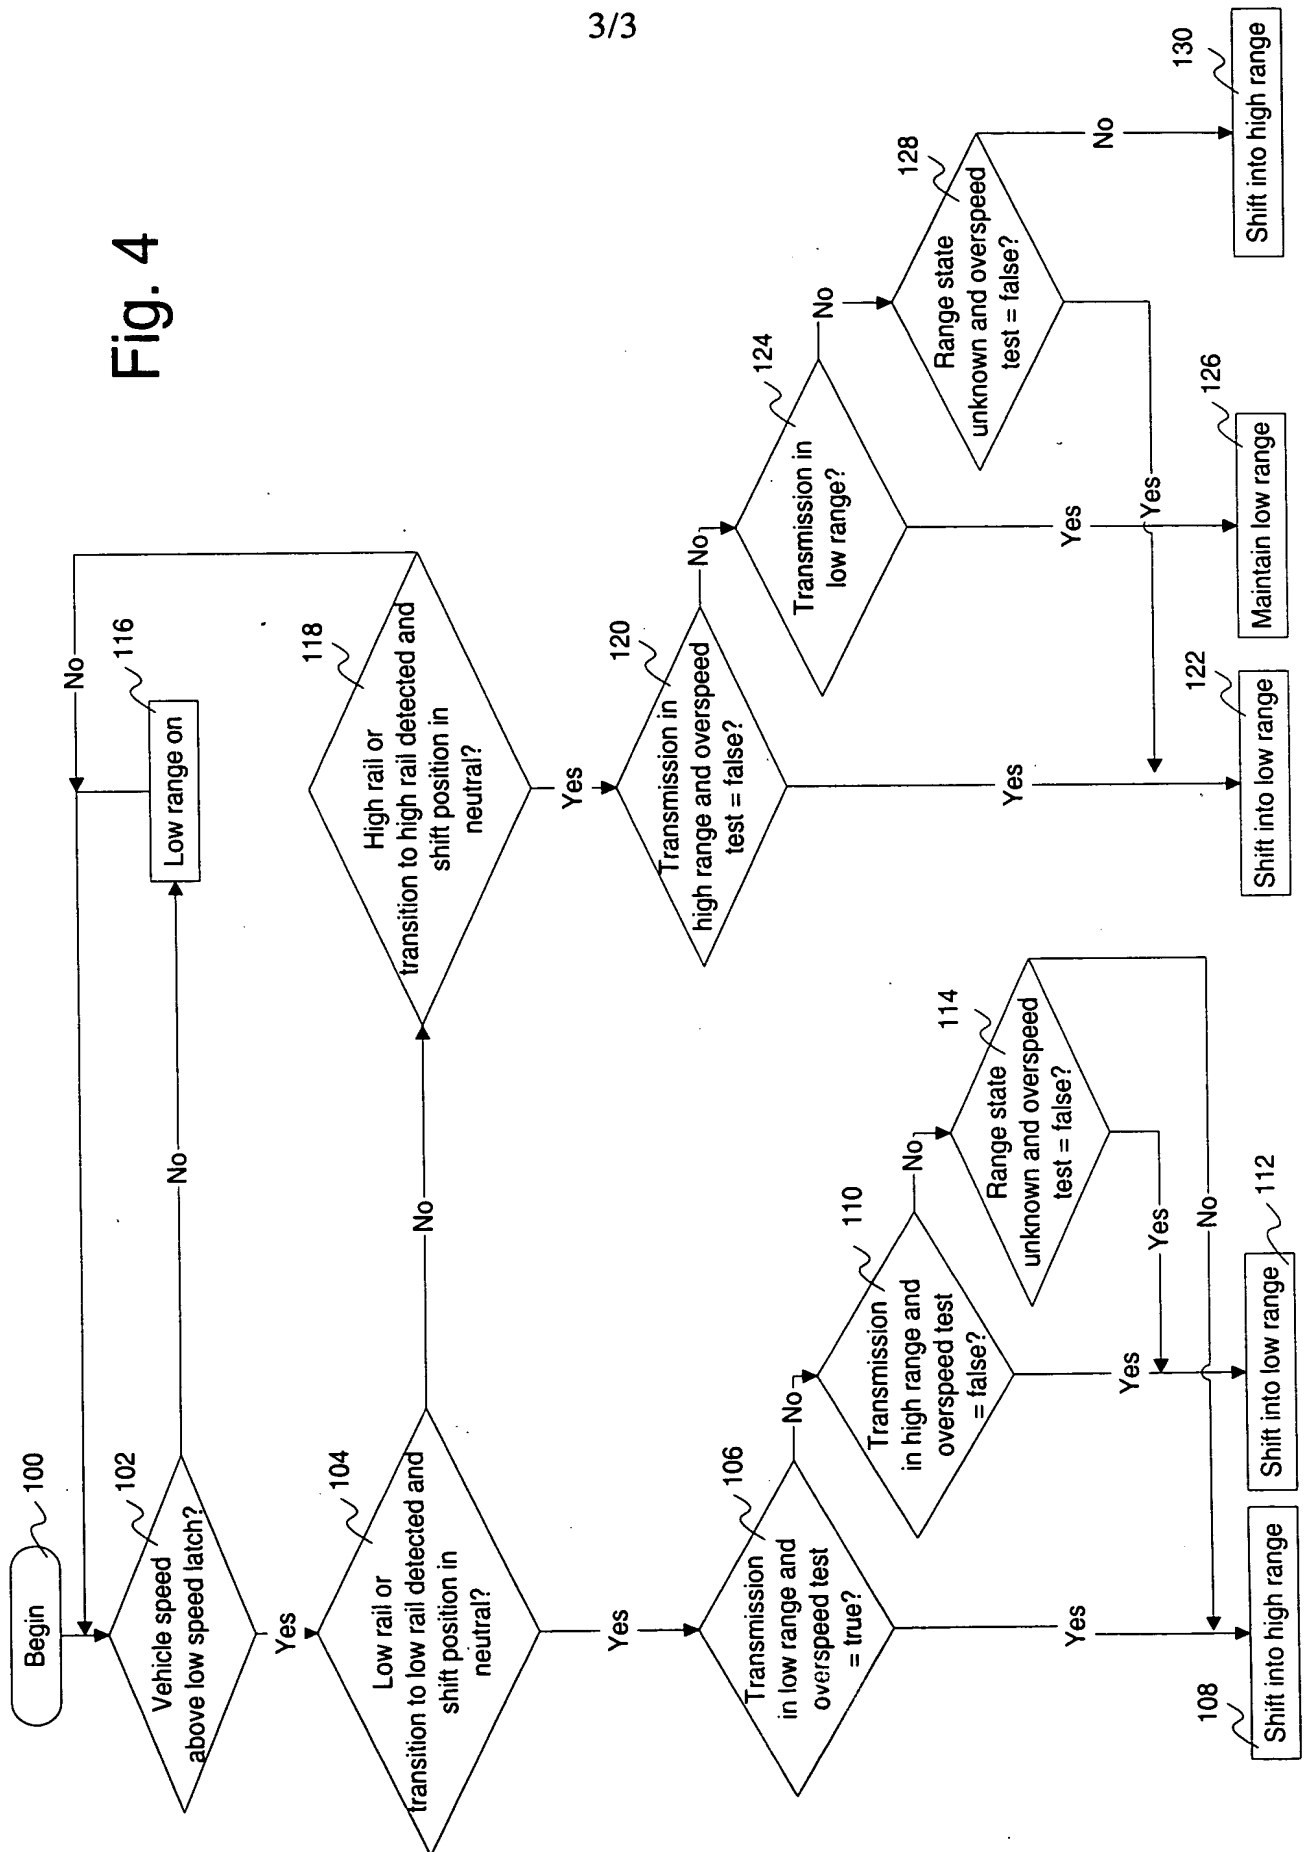 3/3
Fig. 4
Begin
100
Vehicle speed
above low speed latch?
102
No
Low range on
116
No
Yes
Low rail or
transition to low rail detected and
shift position in
neutral?
104
No
High rail or
transition to high rail detected and
shift position in
neutral?
118
Yes
Yes
Transmission
in low range and
overspeed test
= true?
106
No
Transmission
in high range and
overspeed test
= false?
110
No
Range state
unknown and overspeed
test = false?
114
Yes
Yes
Yes
No
Shift into high range
108
Shift into low range
112
Transmission in
high range and overspeed
test = false?
120
No
Transmission in
low range?
124
No
Range state
unknown and overspeed
test = false?
128
No
Yes
Yes
Yes
Shift into low range
122
Maintain low range
126
Shift into high range
130